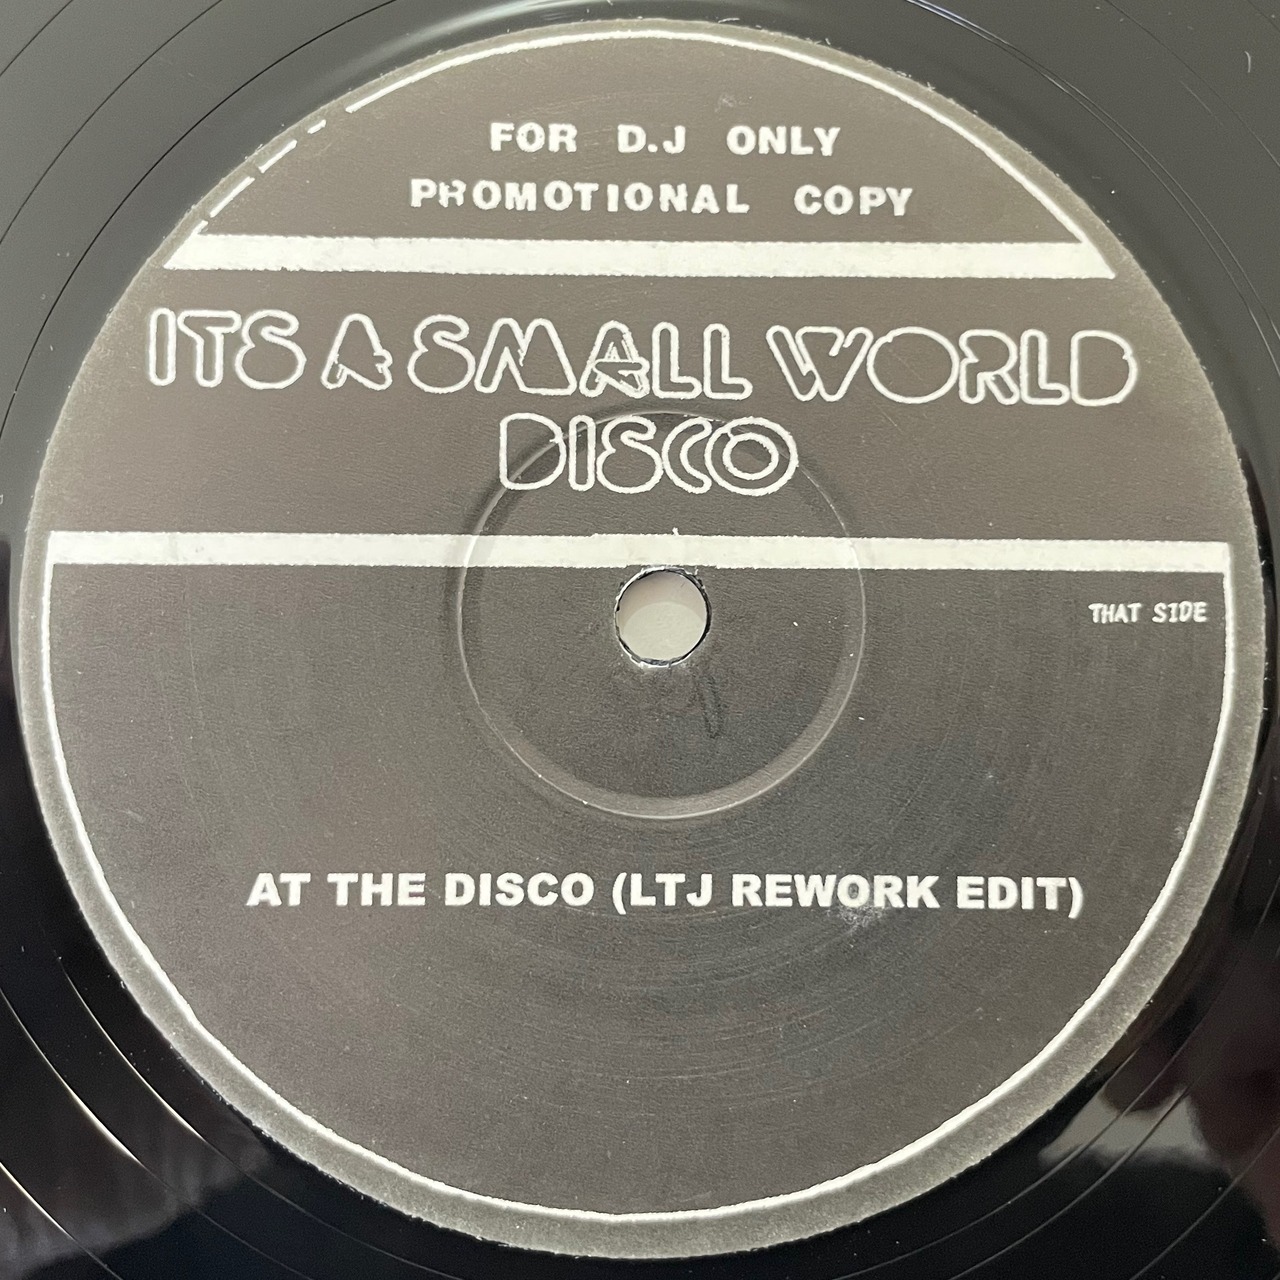 FOR D.J ONLY
PROMOTIONAL COPY
ITS A SMALL WORLD
DISCO
THAT SIDE
AT THE DISCO (LTJ REWORK EDIT)